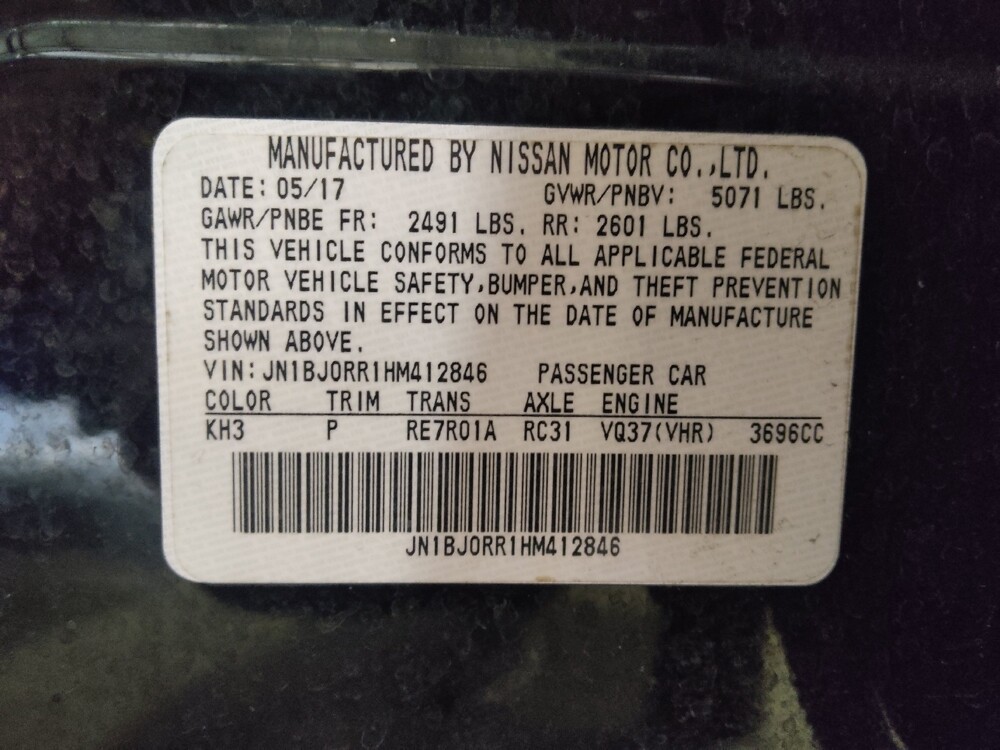 MANUFACTURED BY NISSAN MOTOR CO.,LTD.
DATE: 05/17 GVWR/PNBV: 5071 LBS.
GAWR/PNBE FR: 2491 LBS. RR: 2601 LBS.
THIS VEHICLE CONFORMS TO ALL APPLICABLE FEDERAL
MOTOR VEHICLE SAFETY,BUMPER,AND THEFT PREVENTION
STANDARDS IN EFFECT ON THE DATE OF MANUFACTURE
SHOWN ABOVE.
VIN: JN1BJ0RR1HM412846 PASSENGER CAR
COLOR TRIM TRANS AXLE ENGINE
KH3 P RE7R01A RC31 VQ37(VHR) 3696CC
JN1BJ0RR1HM412846